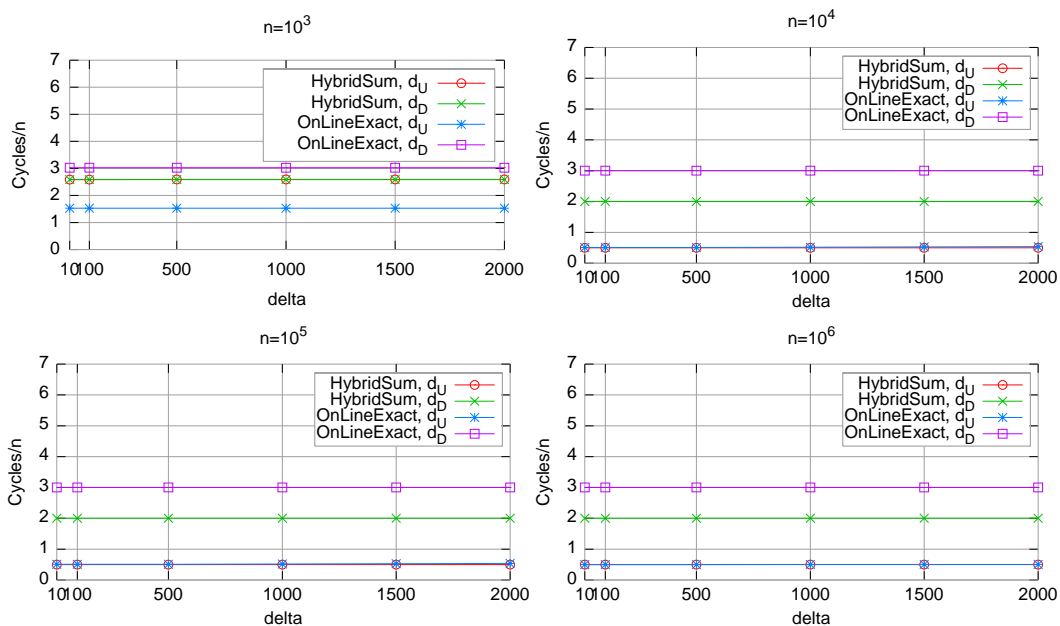 n=10^3
7
6
5
4
3
2
1
0
Cycles/n
HybridSum, d_U
HybridSum, d_D
OnLineExact, d_U
OnLineExact, d_D
10 100 500 1000 1500 2000
delta
n=10^4
7
6
5
4
3
2
1
0
Cycles/n
HybridSum, d_U
HybridSum, d_D
OnLineExact, d_U
OnLineExact, d_D
10 100 500 1000 1500 2000
delta
n=10^5
7
6
5
4
3
2
1
0
Cycles/n
HybridSum, d_U
HybridSum, d_D
OnLineExact, d_U
OnLineExact, d_D
10 100 500 1000 1500 2000
delta
n=10^6
7
6
5
4
3
2
1
0
Cycles/n
HybridSum, d_U
HybridSum, d_D
OnLineExact, d_U
OnLineExact, d_D
10 100 500 1000 1500 2000
delta